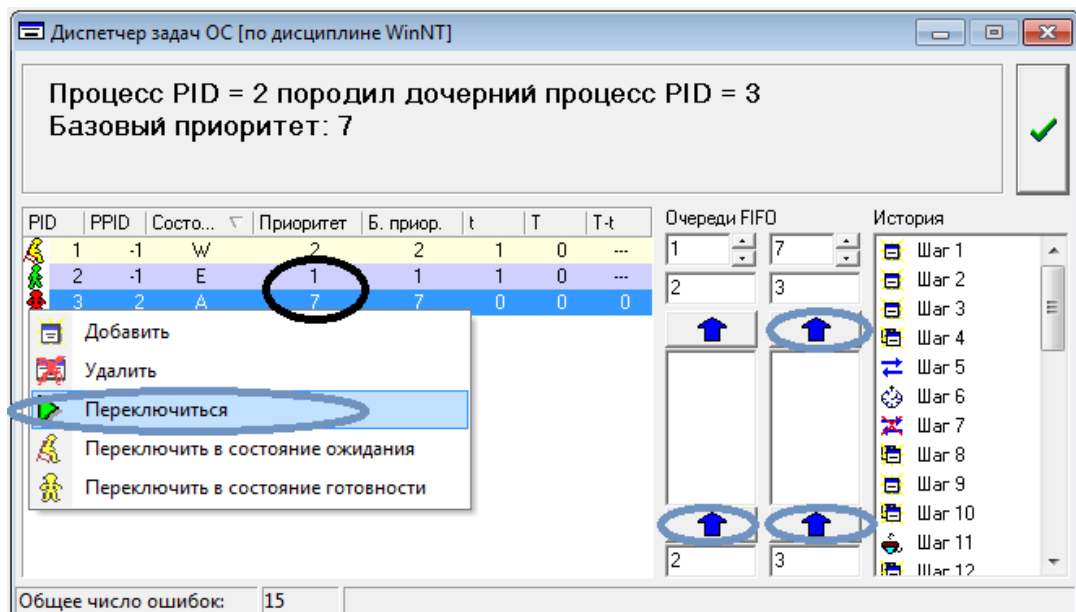 Диспетчер задач ОС [по дисциплине WinNT]
Процесс PID = 2 породил дочерний процесс PID = 3
Базовый приоритет: 7
PID PPID Состо... Приоритет Б. приор. t T T-t
1 -1 W 2 2 1 0 ---
2 -1 E 1 1 1 0 ---
3 2 A 7 7 0 0 0
Добавить
Удалить
Переключиться
Переключить в состояние ожидания
Переключить в состояние готовности
Очереди FIFO
1 7
2 3
2 3
История
Шаг 1
Шаг 2
Шаг 3
Шаг 4
Шаг 5
Шаг 6
Шаг 7
Шаг 8
Шаг 9
Шаг 10
Шаг 11
Шаг 12
Общее число ошибок: 15